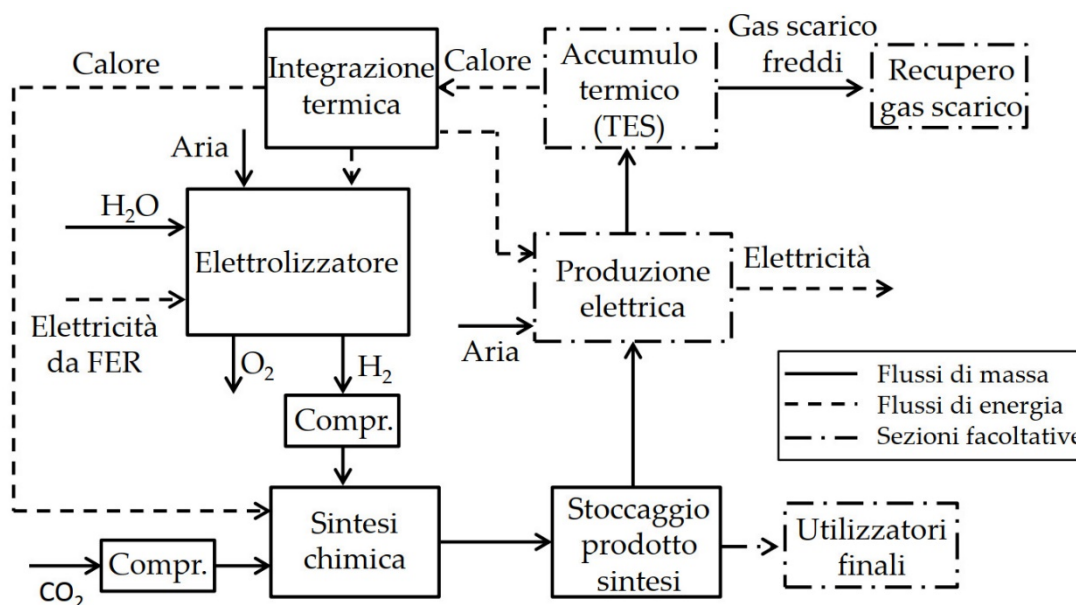 Calore
Integrazione
termica
Calore
Accumulo
termico
(TES)
Gas scarico
freddi
Recupero
gas scarico
Aria
H₂O
Elettrolizzatore
Elettricità
da FER
O₂
H₂
Produzione
elettrica
Elettricità
Aria
Compr.
Flussi di massa
Flussi di energia
Sezioni facoltative
Sintesi
chimica
Stoccaggio
prodotto
sintesi
Utilizzatori
finali
Compr.
CO₂